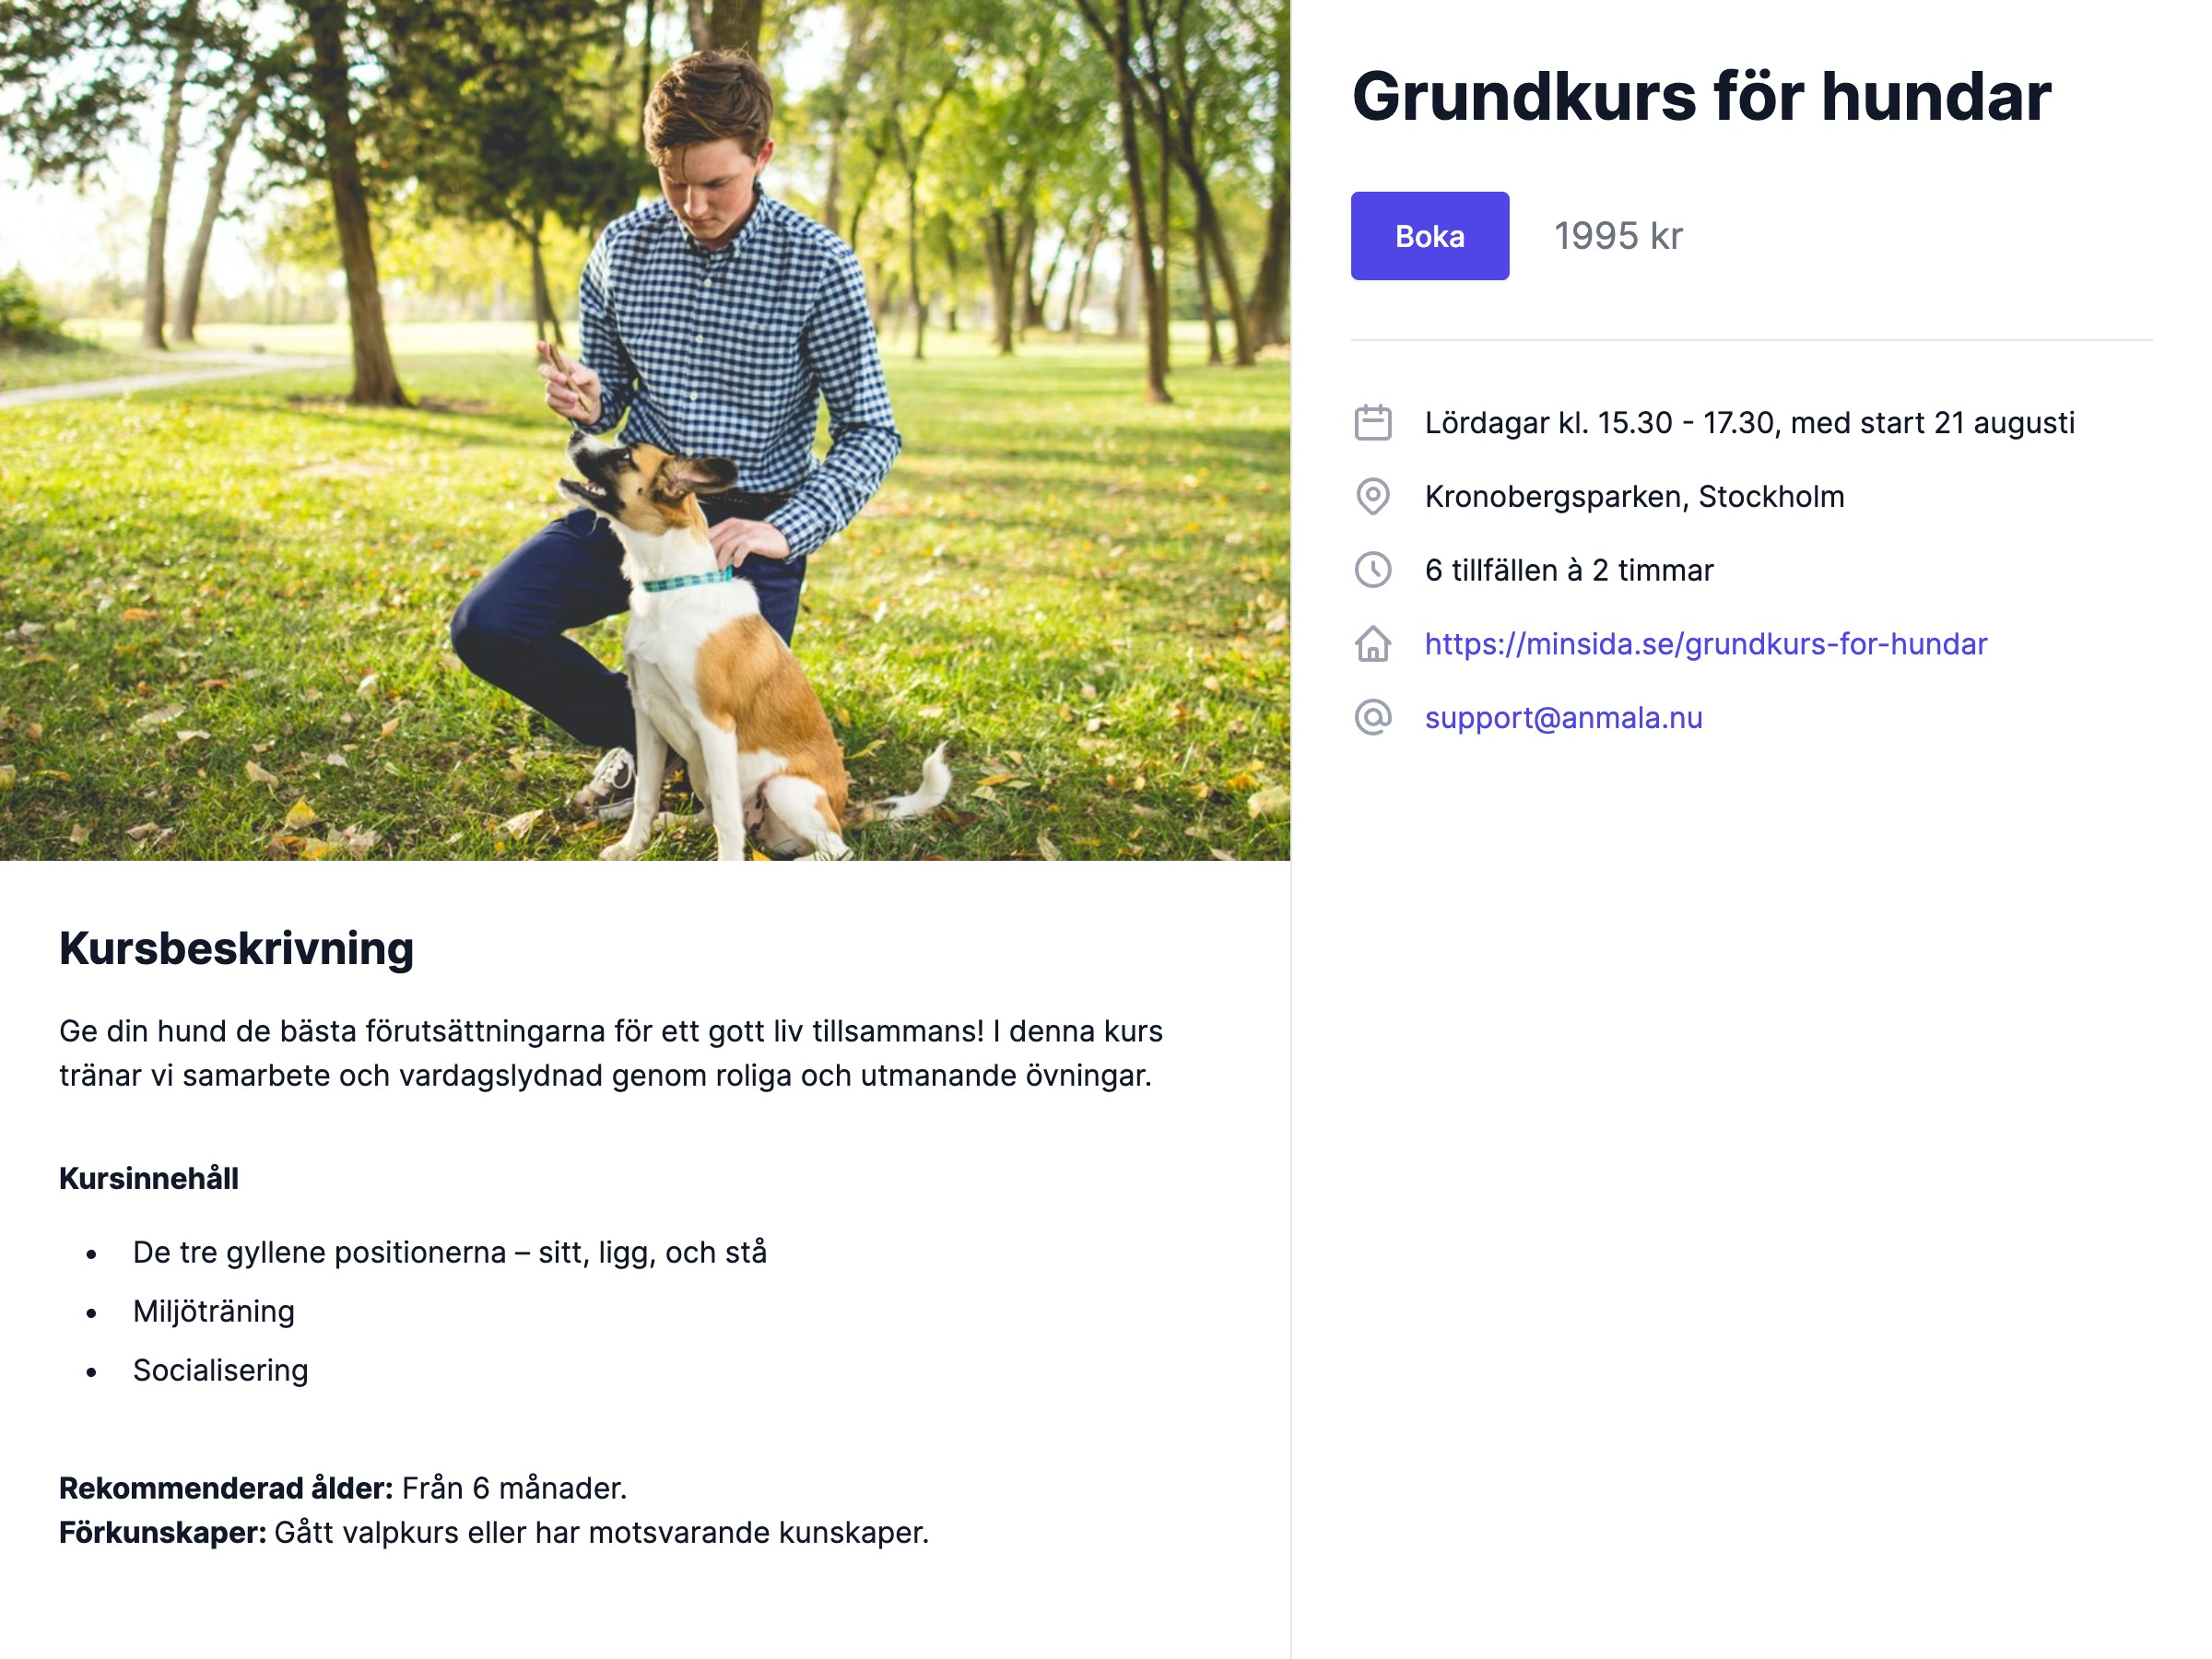 Grundkurs för hundar
Boka
1995 kr
Lördagar kl. 15.30 - 17.30, med start 21 augusti
Kronobergsparken, Stockholm
6 tillfällen à 2 timmar
https://minsida.se/grundkurs-for-hundar
support@anmala.nu
Kursbeskrivning
Ge din hund de bästa förutsättningarna för ett gott liv tillsammans! I denna kurs
tränar vi samarbete och vardagslydnad genom roliga och utmanande övningar.
Kursinnehåll
• De tre gyllene positionerna – sitt, ligg, och stå
• Miljöträning
• Socialisering
Rekommenderad ålder: Från 6 månader.
Förkunskaper: Gått valpkurs eller har motsvarande kunskaper.